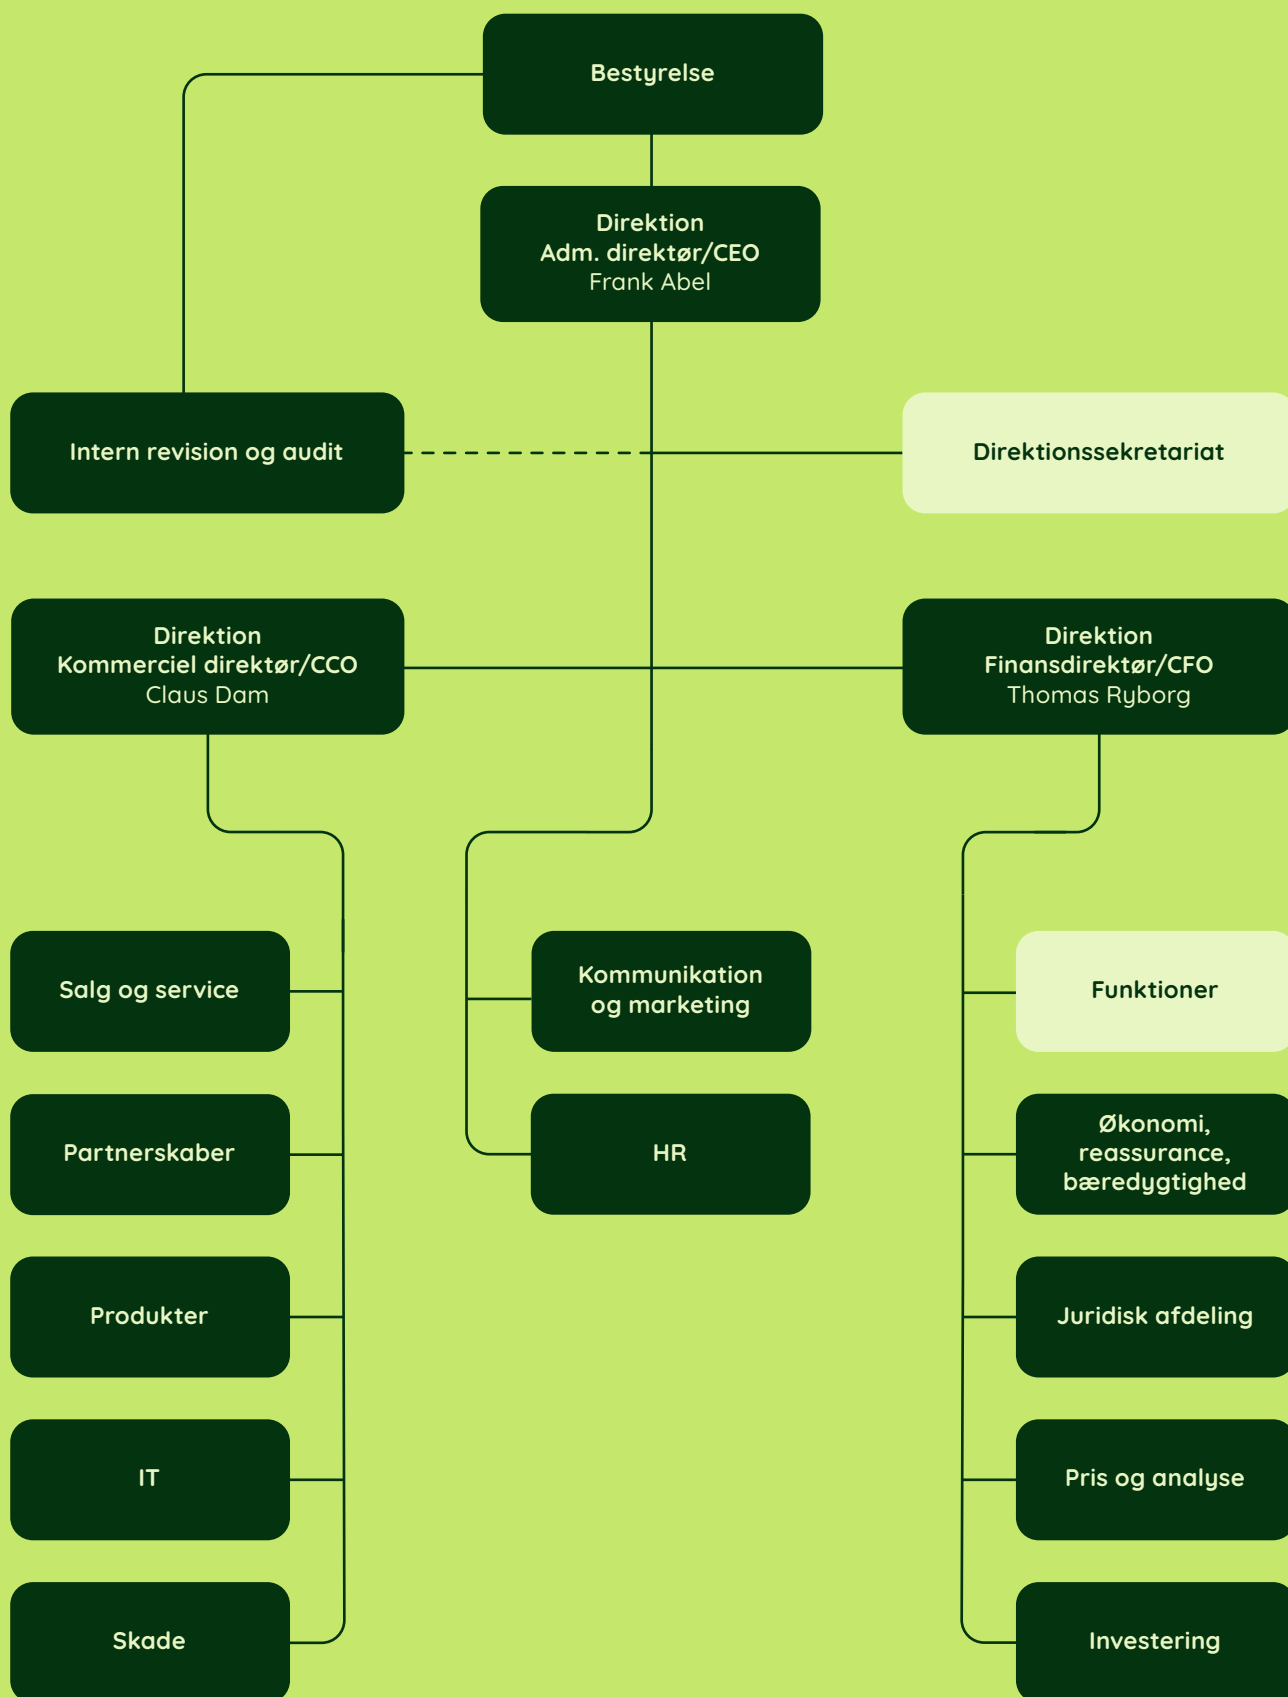 Bestyrelse
Direktion
Adm. direktør/CEO
Frank Abel
Intern revision og audit
Direktionssekretariat
Direktion
Kommerciel direktør/CCO
Claus Dam
Direktion
Finansdirektør/CFO
Thomas Ryborg
Salg og service
Kommunikation
og marketing
Funktioner
Partnerskaber
HR
Økonomi,
reassurance,
bæredygtighed
Produkter
Juridisk afdeling
IT
Pris og analyse
Skade
Investering